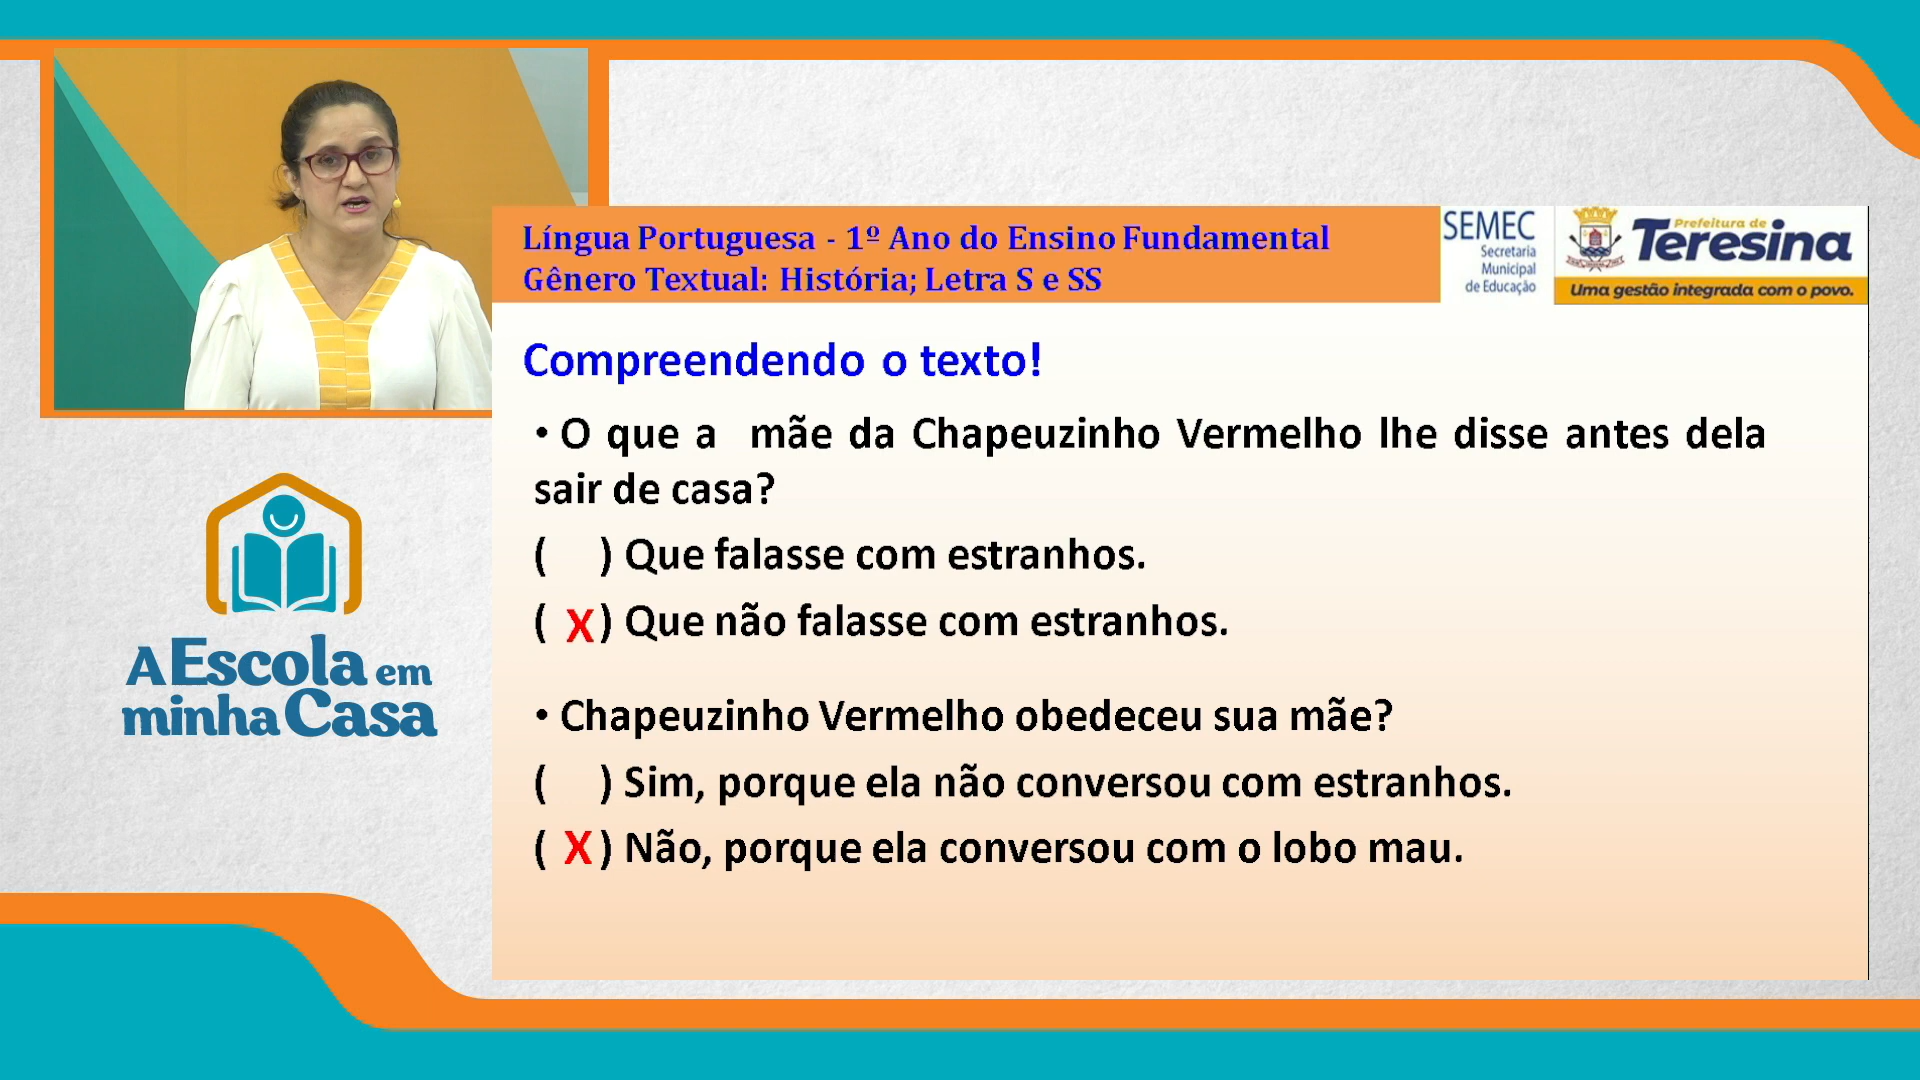 Língua Portuguesa - 1º Ano do Ensino Fundamental
Gênero Textual: História; Letra S e SS
SEMEC
Secretaria
Municipal
de Educação
Prefeitura de
Teresina
Uma gestão integrada com o povo.
Compreendendo o texto!
• O que a mãe da Chapeuzinho Vermelho lhe disse antes dela
sair de casa?
( ) Que falasse com estranhos.
( X ) Que não falasse com estranhos.
• Chapeuzinho Vermelho obedeceu sua mãe?
( ) Sim, porque ela não conversou com estranhos.
( X ) Não, porque ela conversou com o lobo mau.
A Escola em
minha Casa